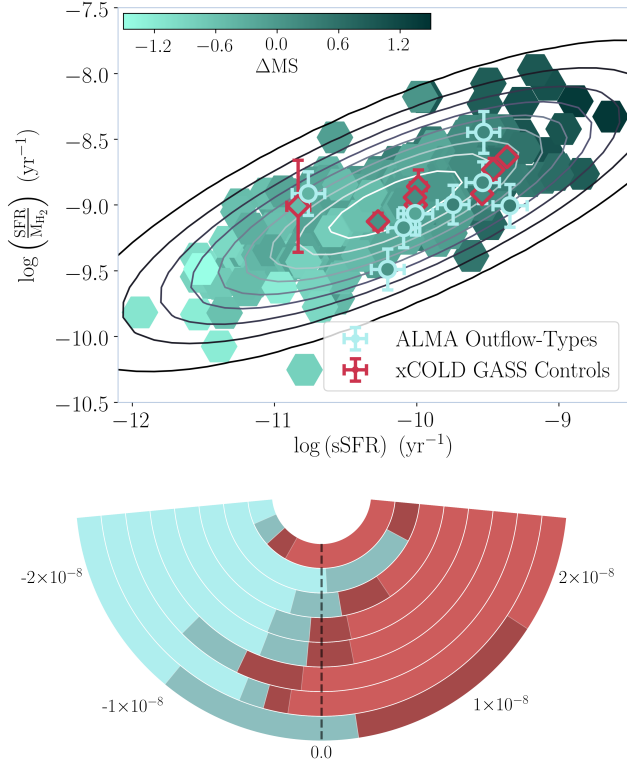 −7.5
−8.0
−8.5
−9.0
−9.5
−10.0
−10.5
−1.2 −0.6 0.0 0.6 1.2
ΔMS
log (SFR/M_H₂) (yr⁻¹)
ALMA Outflow-Types
xCOLD GASS Controls
−12 −11 −10 −9
log (sSFR) (yr⁻¹)
-2×10⁻⁸ 2×10⁻⁸
-1×10⁻⁸ 1×10⁻⁸
0.0